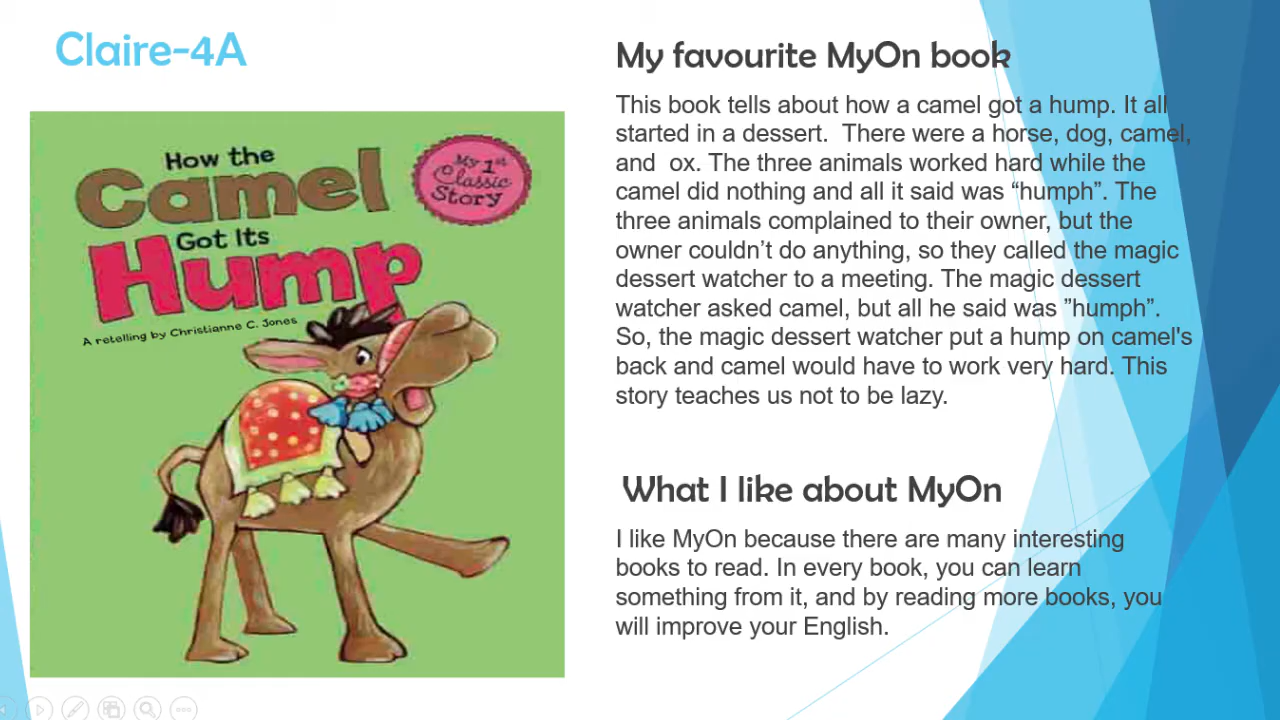 Claire-4A
How the
Camel
Got Its
Hump
My 1st
Classic
Story
A retelling by Christianne C. Jones
My favourite MyOn book
This book tells about how a camel got a hump. It all
started in a dessert.  There were a horse, dog, camel,
and  ox. The three animals worked hard while the
camel did nothing and all it said was “humph”. The
three animals complained to their owner, but the
owner couldn’t do anything, so they called the magic
dessert watcher to a meeting. The magic dessert
watcher asked camel, but all he said was ”humph”.
So, the magic dessert watcher put a hump on camel's
back and camel would have to work very hard. This
story teaches us not to be lazy.
What I like about MyOn
I like MyOn because there are many interesting
books to read. In every book, you can learn
something from it, and by reading more books, you
will improve your English.